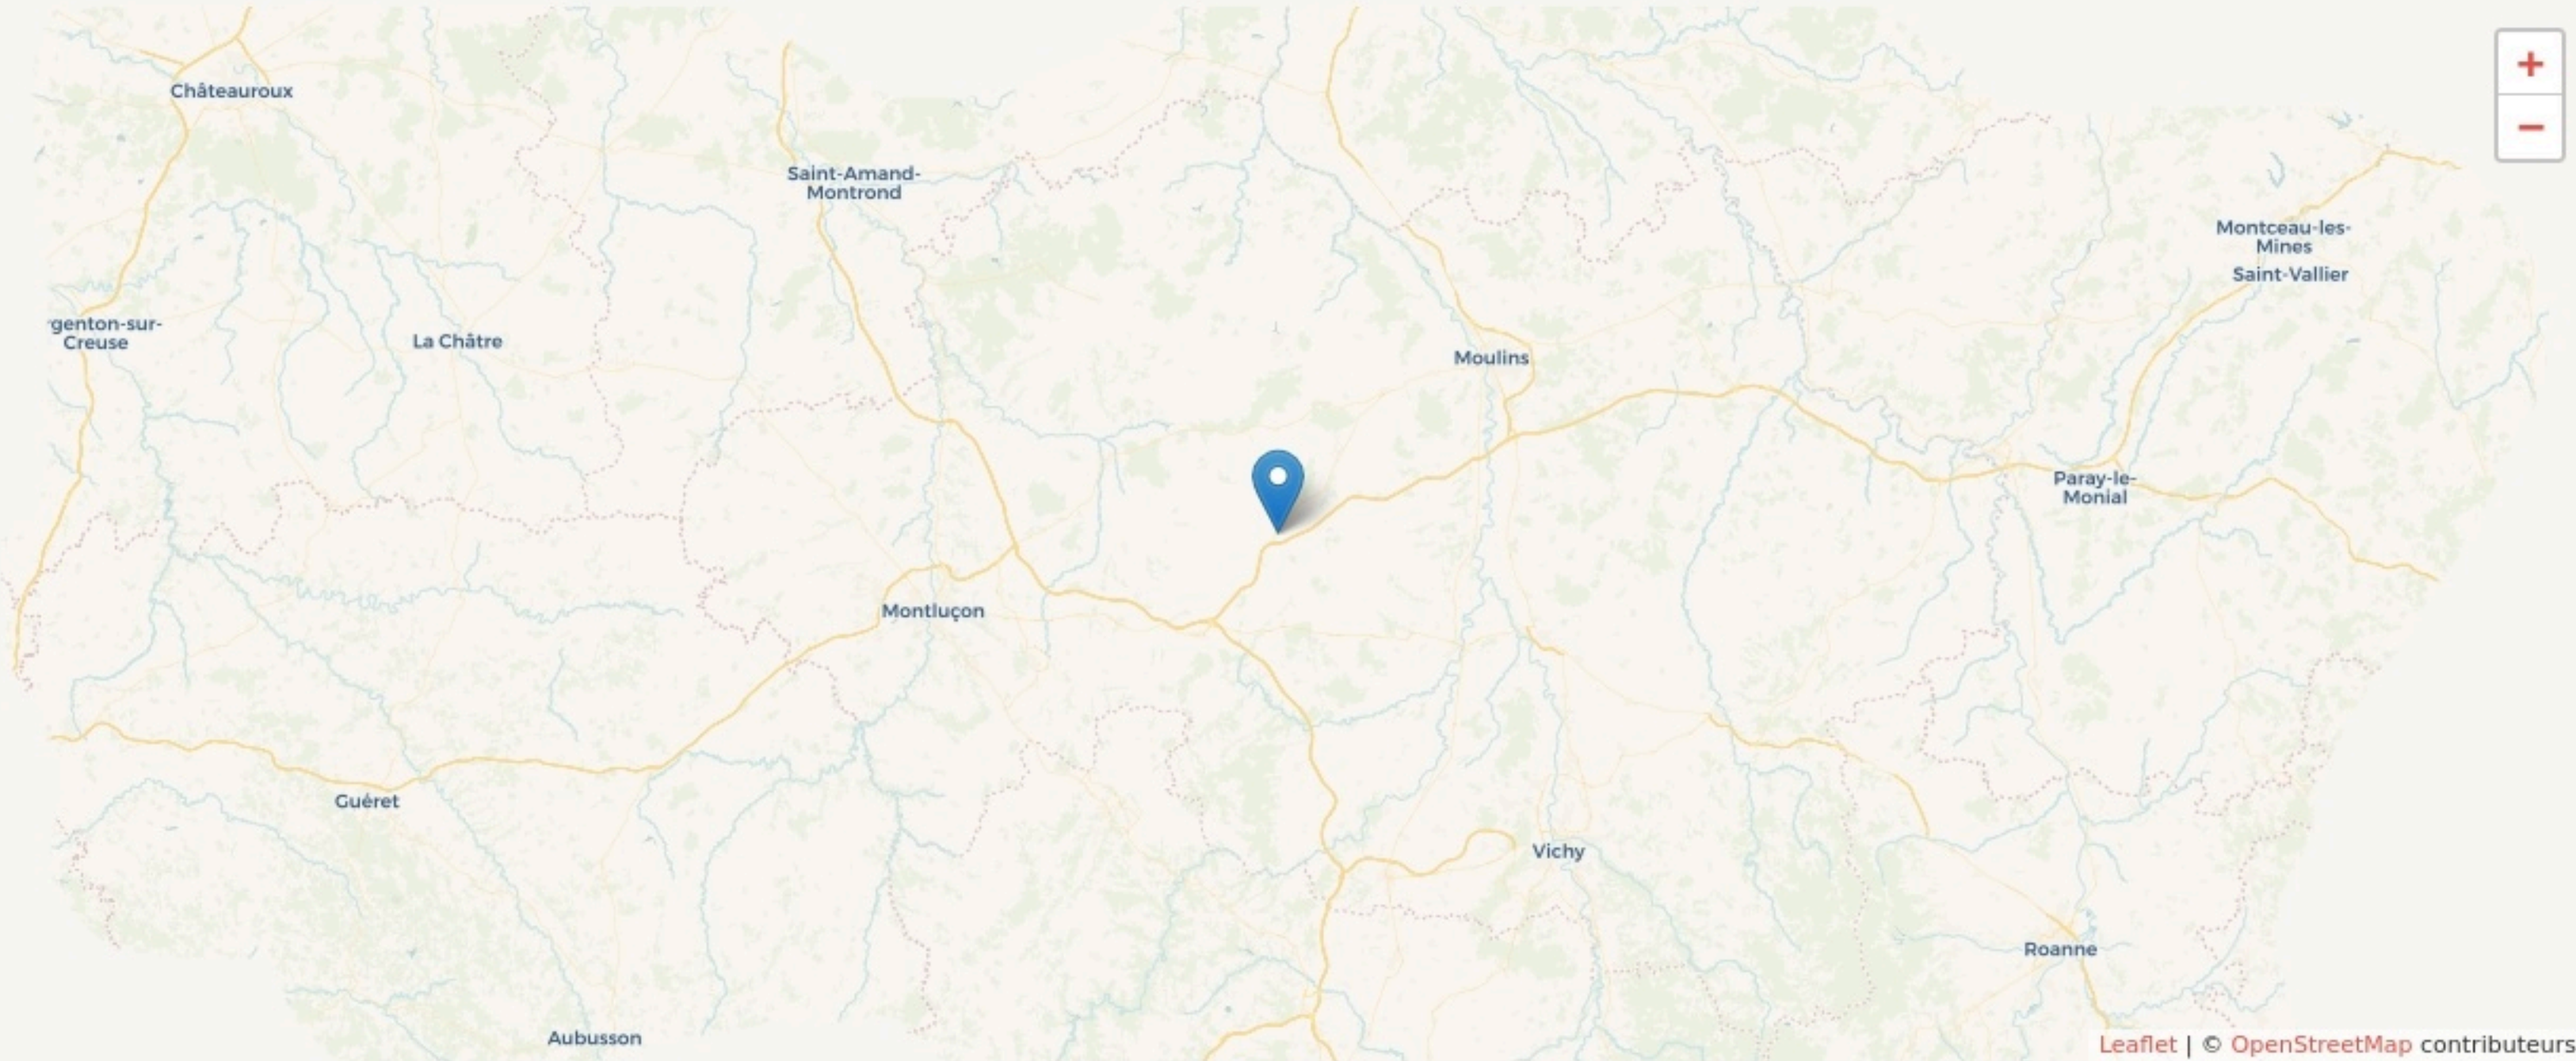 Châteauroux
+
−
Saint-Amand-
Montrond
Montceau-les-
Mines
Saint-Vallier
genton-sur-
Creuse
La Châtre
Moulins
Paray-le-
Monial
Montluçon
Guéret
Vichy
Roanne
Aubusson
Leaflet | © OpenStreetMap contributeurs